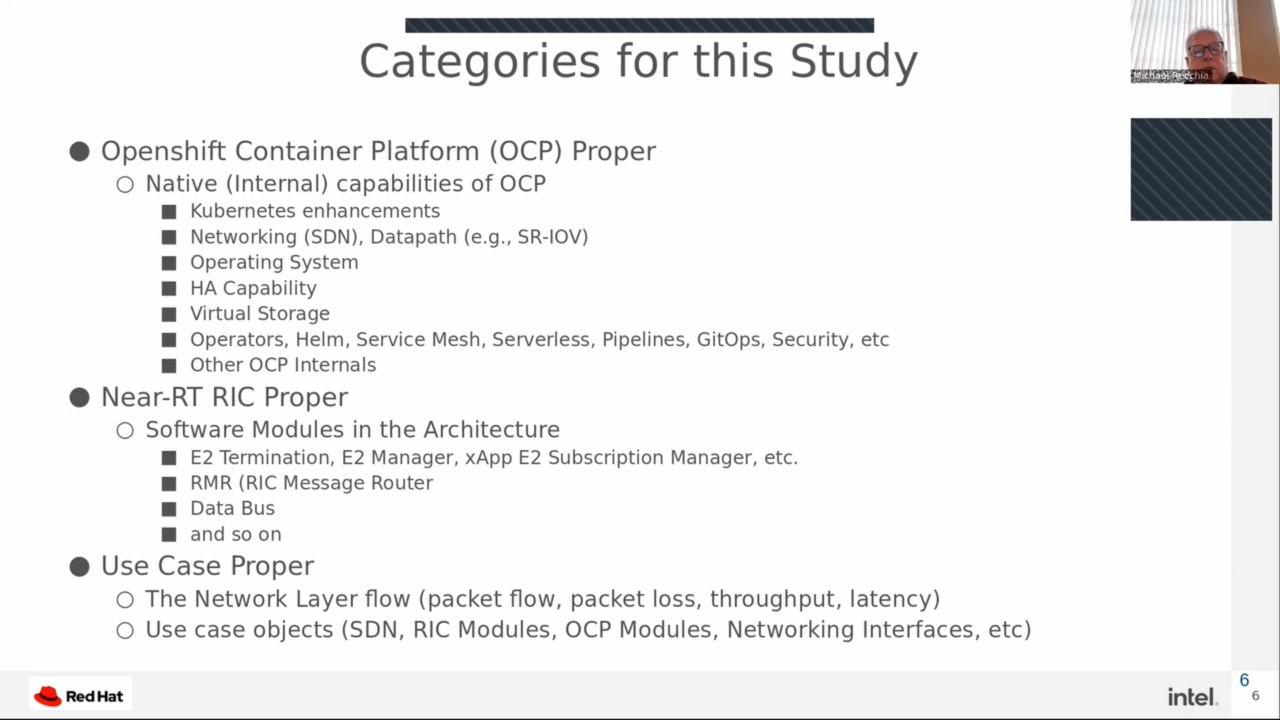 Categories for this Study
Michael Recchia
● Openshift Container Platform (OCP) Proper
○ Native (Internal) capabilities of OCP
■ Kubernetes enhancements
■ Networking (SDN), Datapath (e.g., SR-IOV)
■ Operating System
■ HA Capability
■ Virtual Storage
■ Operators, Helm, Service Mesh, Serverless, Pipelines, GitOps, Security, etc
■ Other OCP Internals
● Near-RT RIC Proper
○ Software Modules in the Architecture
■ E2 Termination, E2 Manager, xApp E2 Subscription Manager, etc.
■ RMR (RIC Message Router
■ Data Bus
■ and so on
● Use Case Proper
○ The Network Layer flow (packet flow, packet loss, throughput, latency)
○ Use case objects (SDN, RIC Modules, OCP Modules, Networking Interfaces, etc)
Red Hat
intel.
6
6